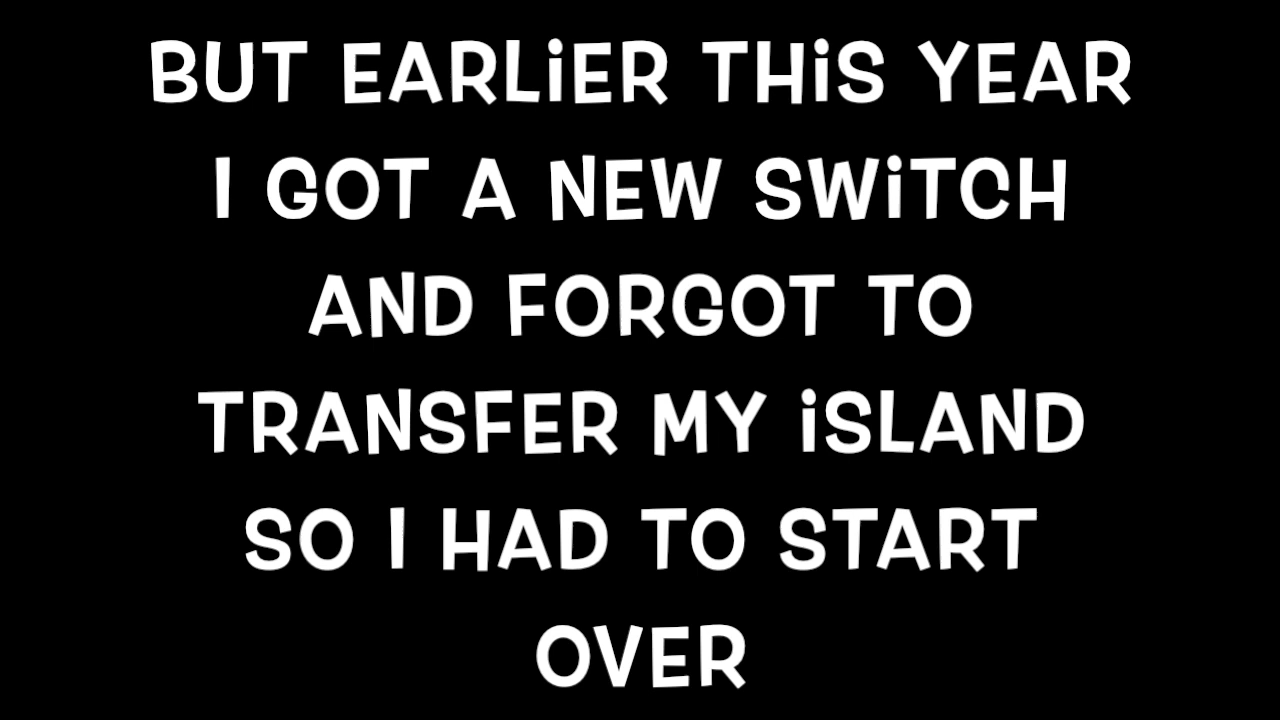 BUT EARLiER THiS YEAR
I GOT A NEW SWiTCH
AND FORGOT TO
TRANSFER MY iSLAND
SO I HAD TO START
OVER